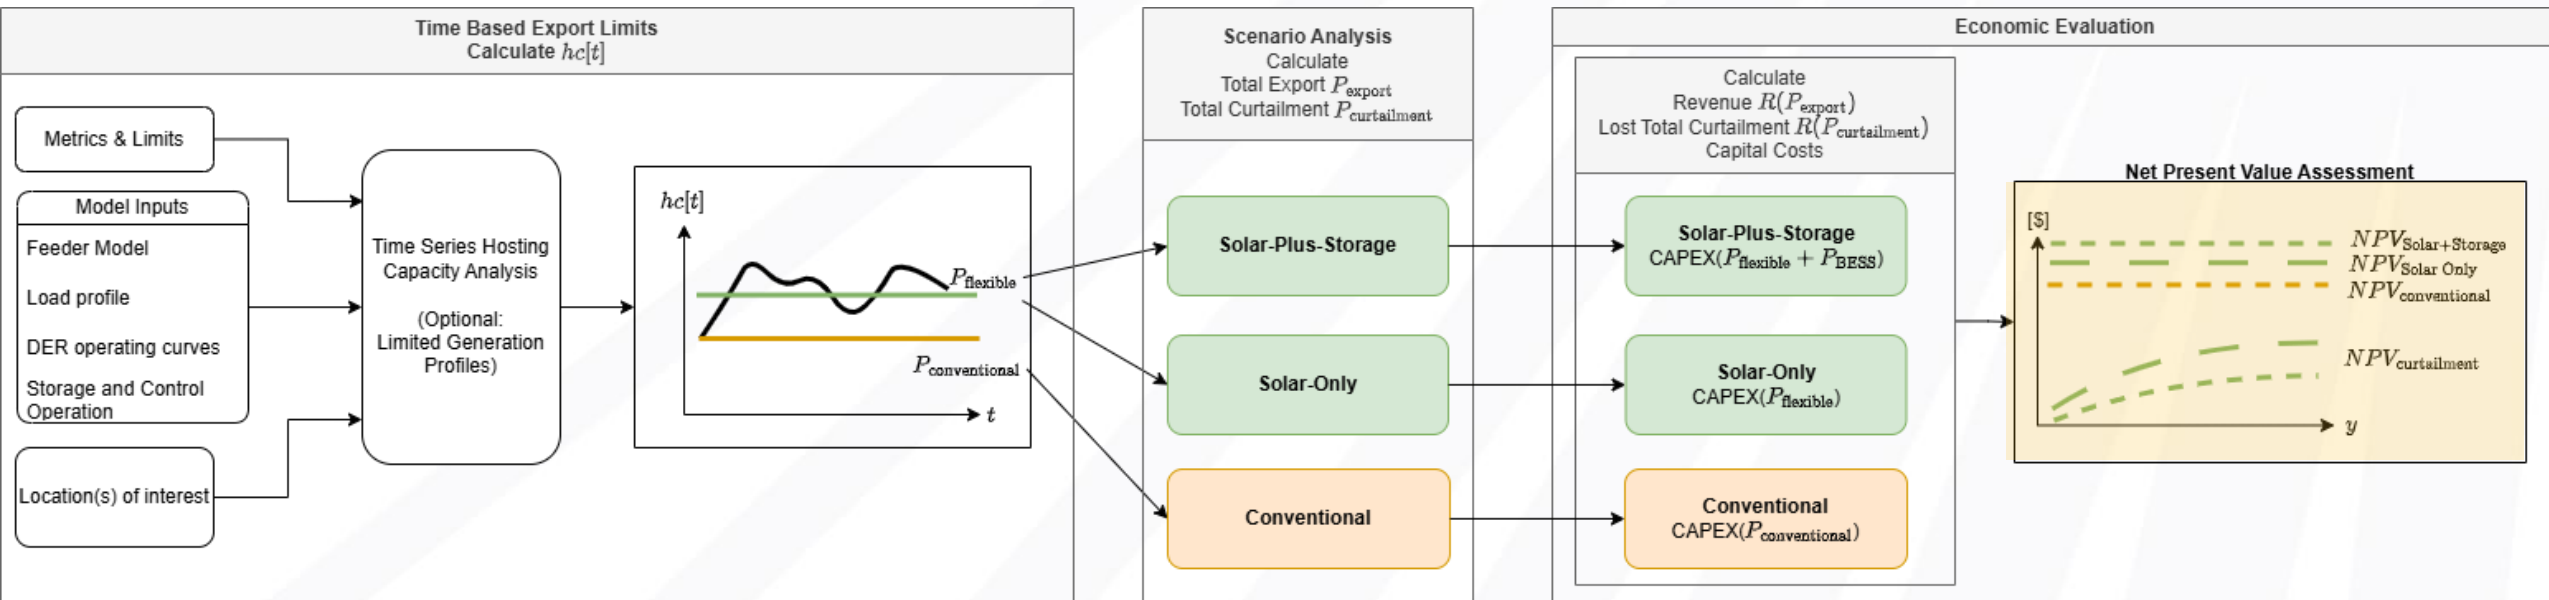 Time Based Export Limits
Calculate hc[t]
Metrics & Limits
Model Inputs
Feeder Model
Load profile
DER operating curves
Storage and Control
Operation
Location(s) of interest
Time Series Hosting
Capacity Analysis
(Optional:
Limited Generation
Profiles)
hc[t]
P_flexible
P_conventional
t
Scenario Analysis
Calculate
Total Export P_export
Total Curtailment P_curtailment
Solar-Plus-Storage
Solar-Only
Conventional
Economic Evaluation
Calculate
Revenue R(P_export)
Lost Total Curtailment R(P_curtailment)
Capital Costs
Solar-Plus-Storage
CAPEX(P_flexible + P_BESS)
Solar-Only
CAPEX(P_flexible)
Conventional
CAPEX(P_conventional)
Net Present Value Assessment
[$]
NPV_Solar+Storage
NPV_Solar Only
NPV_conventional
NPV_curtailment
y